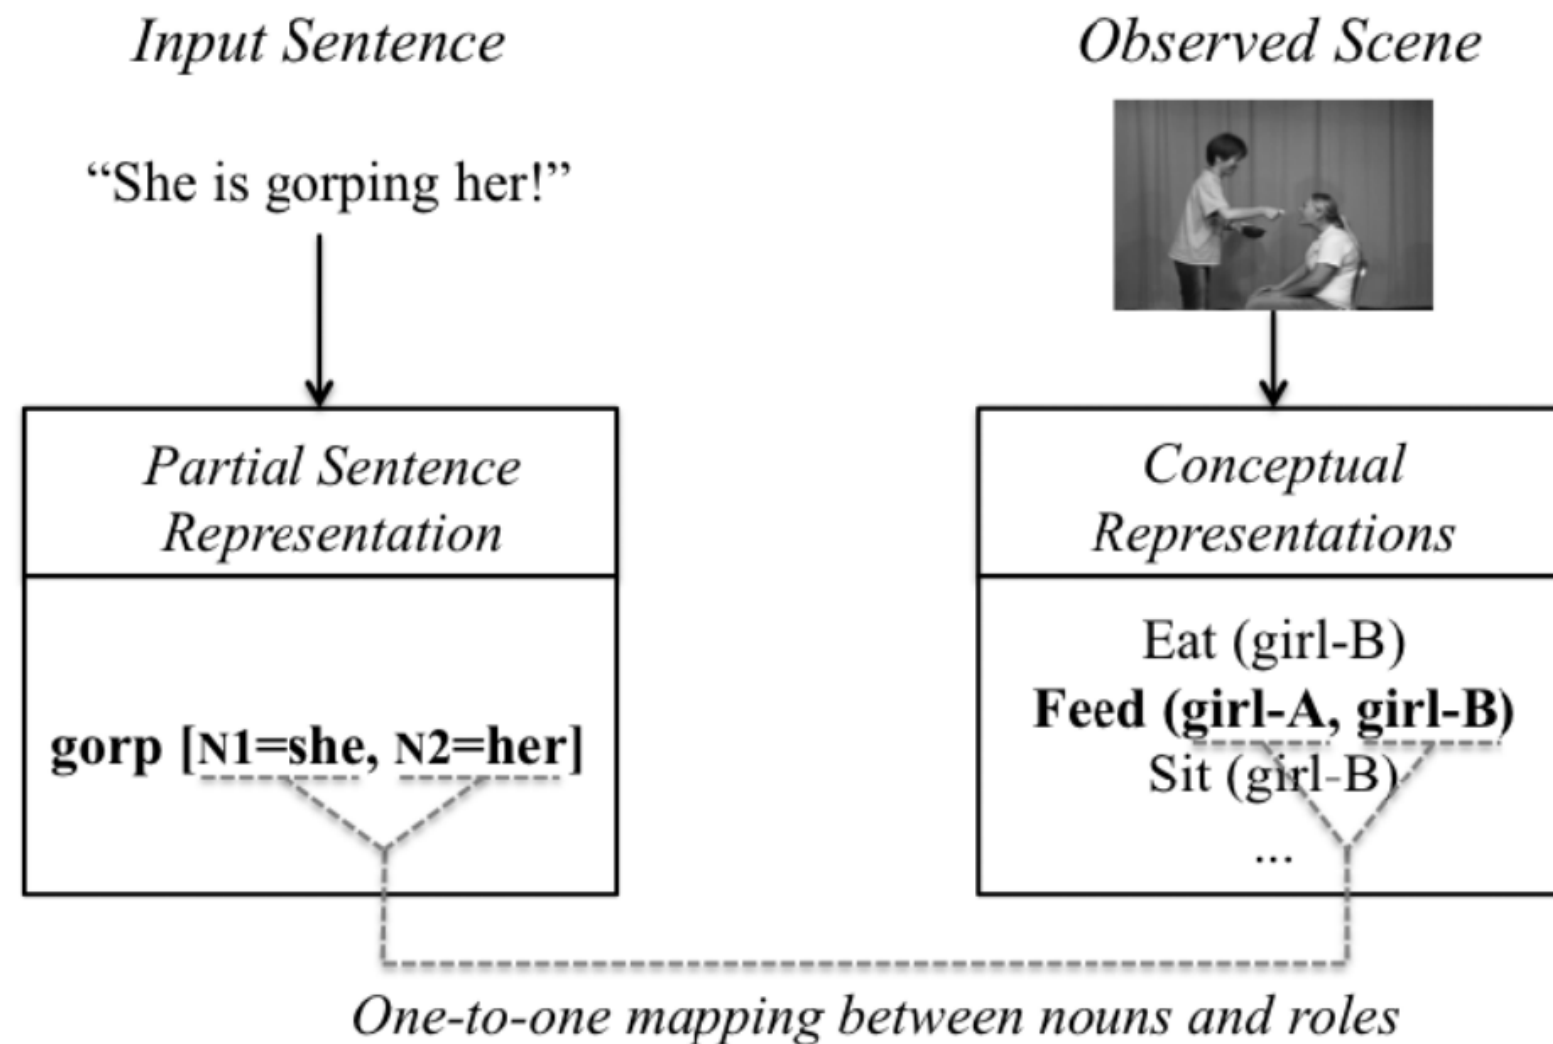 Input Sentence
“She is gorping her!”
Partial Sentence
Representation
gorp [N1=she, N2=her]
Observed Scene
Conceptual
Representations
Eat (girl-B)
Feed (girl-A, girl-B)
Sit (girl-B)
...
One-to-one mapping between nouns and roles